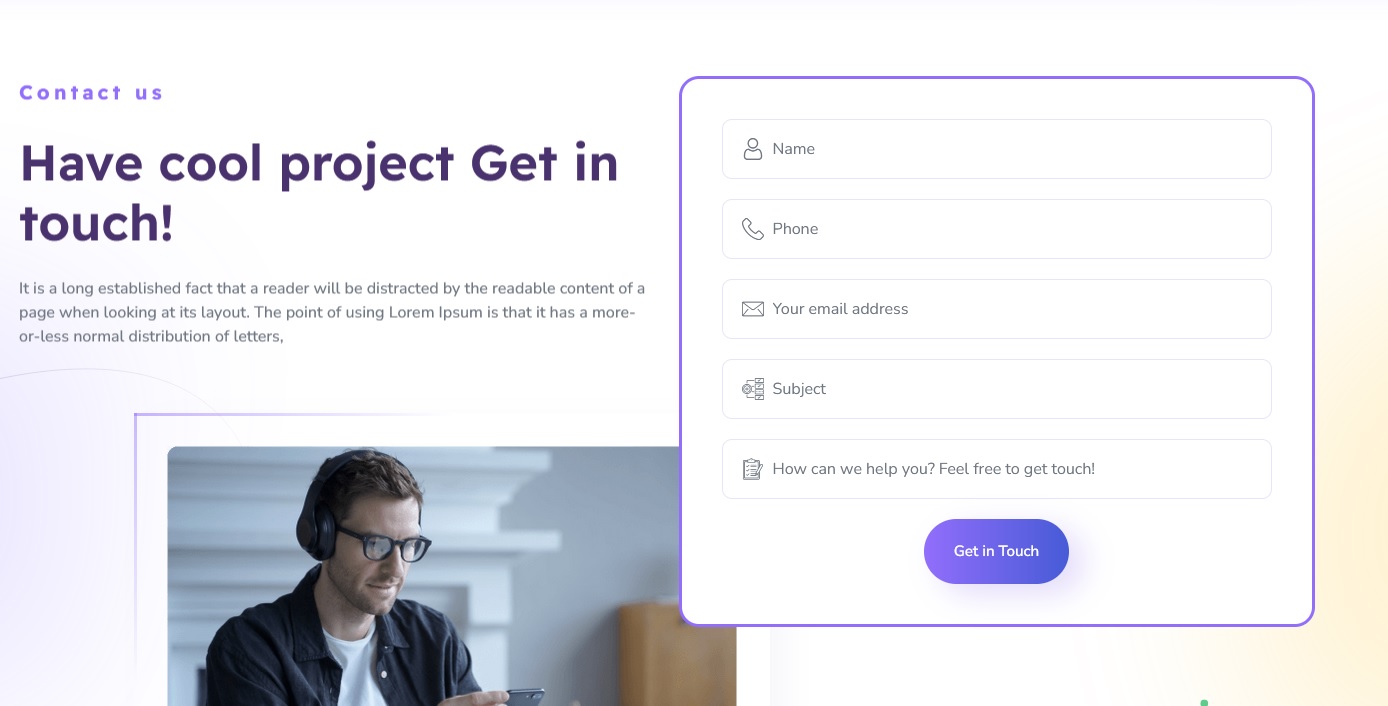 Contact us
Have cool project Get in
touch!
It is a long established fact that a reader will be distracted by the readable content of a
page when looking at its layout. The point of using Lorem Ipsum is that it has a more-
or-less normal distribution of letters,
Name
Phone
Your email address
Subject
How can we help you? Feel free to get touch!
Get in Touch